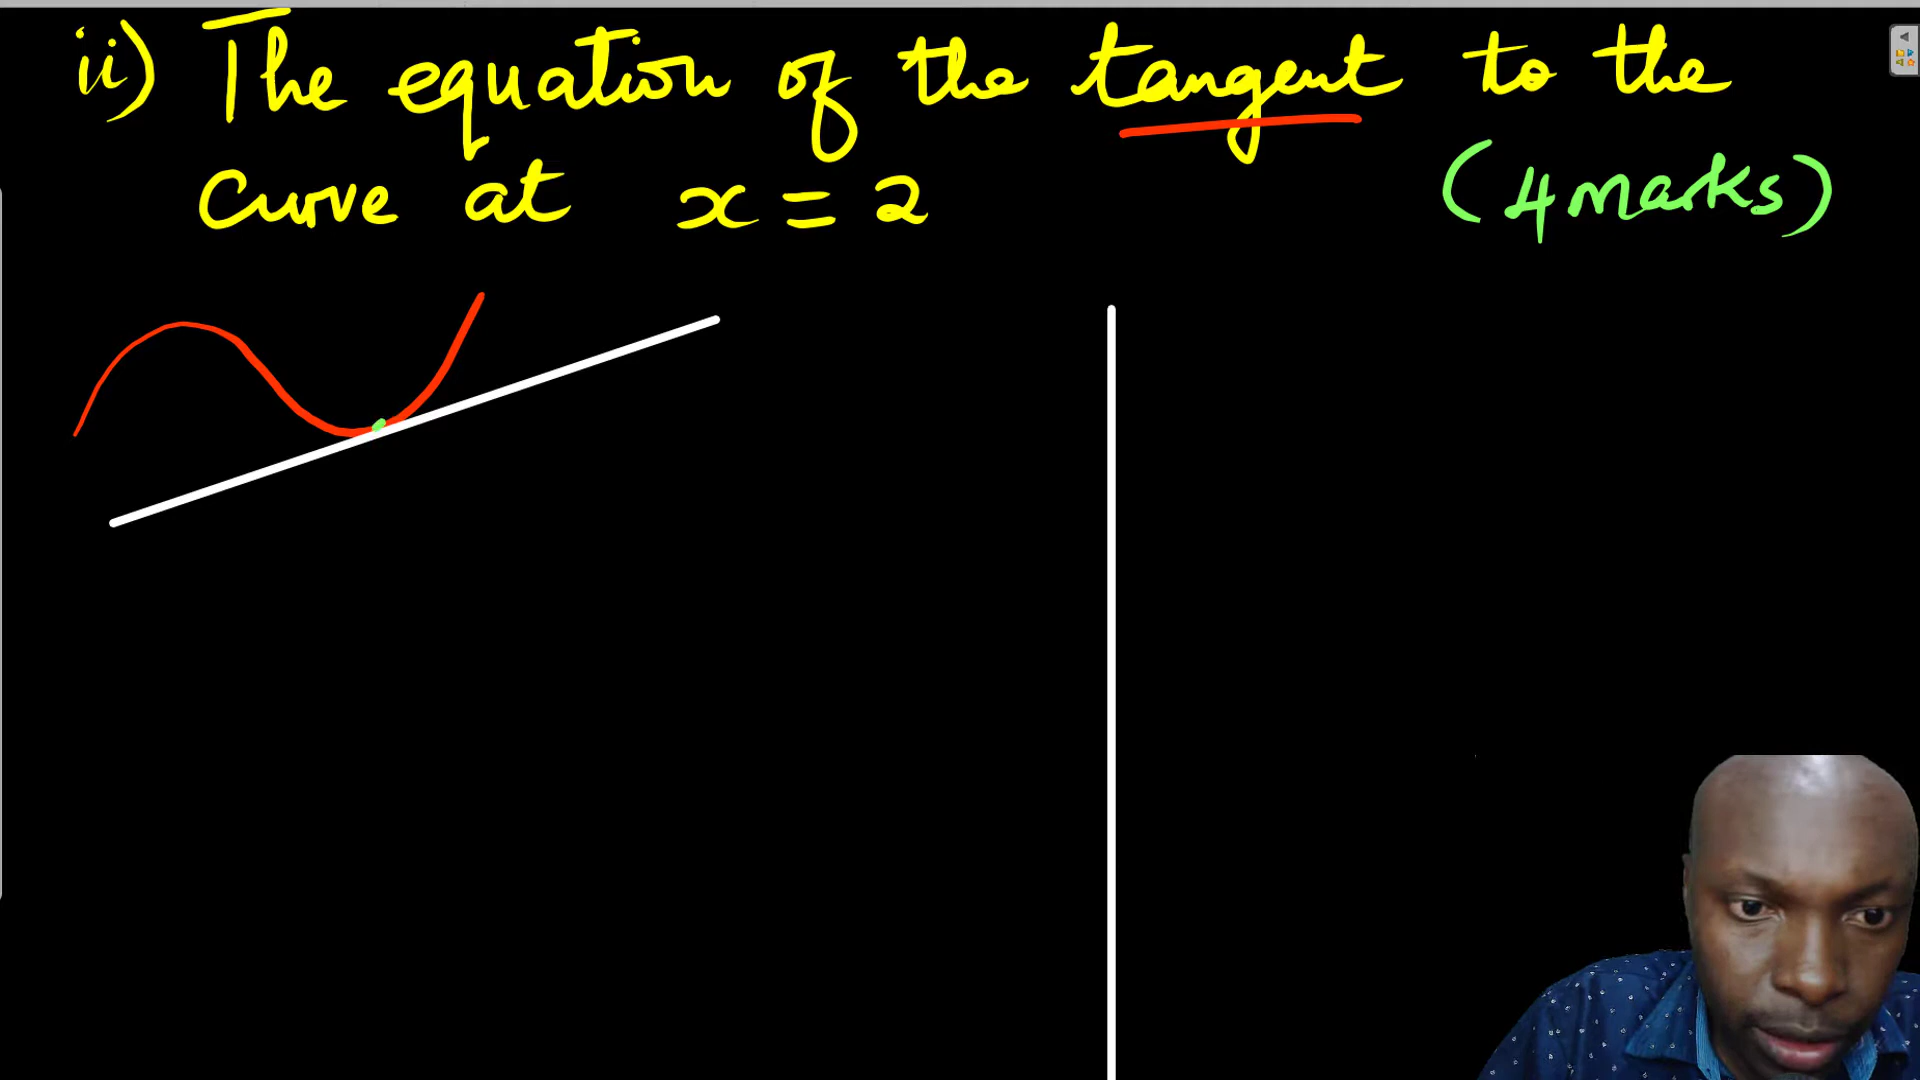 ii) The equation of the tangent to the
curve at x = 2 (4 marks)